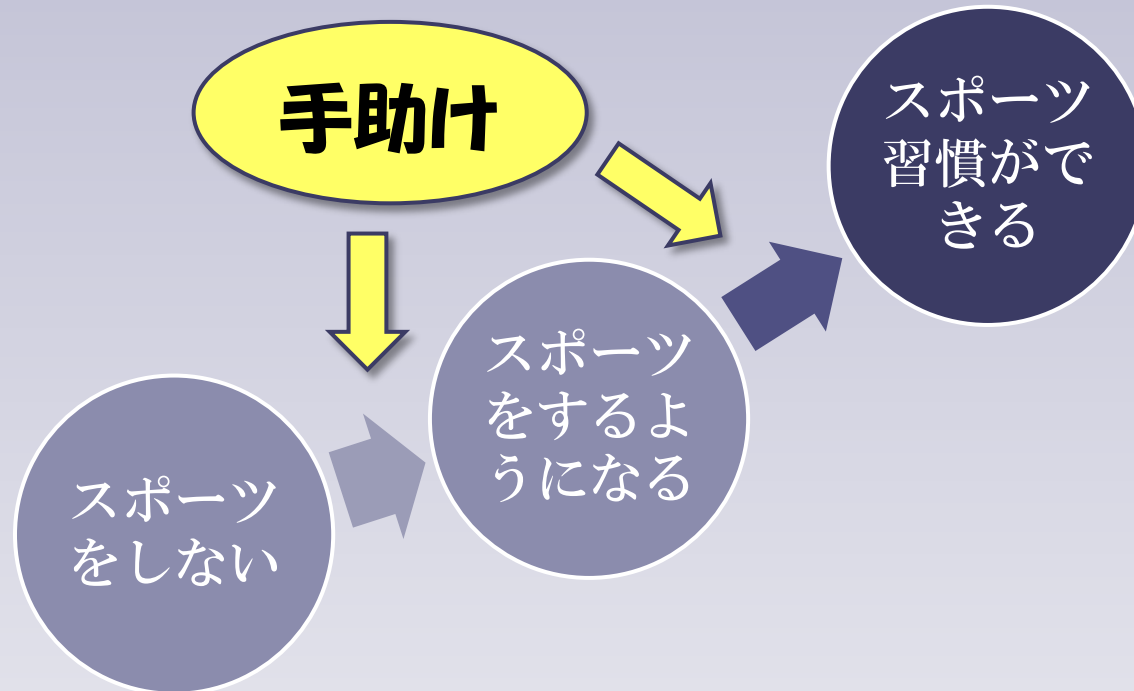 手助け
スポーツ
習慣がで
きる
スポーツ
をするよ
うになる
スポーツ
をしない